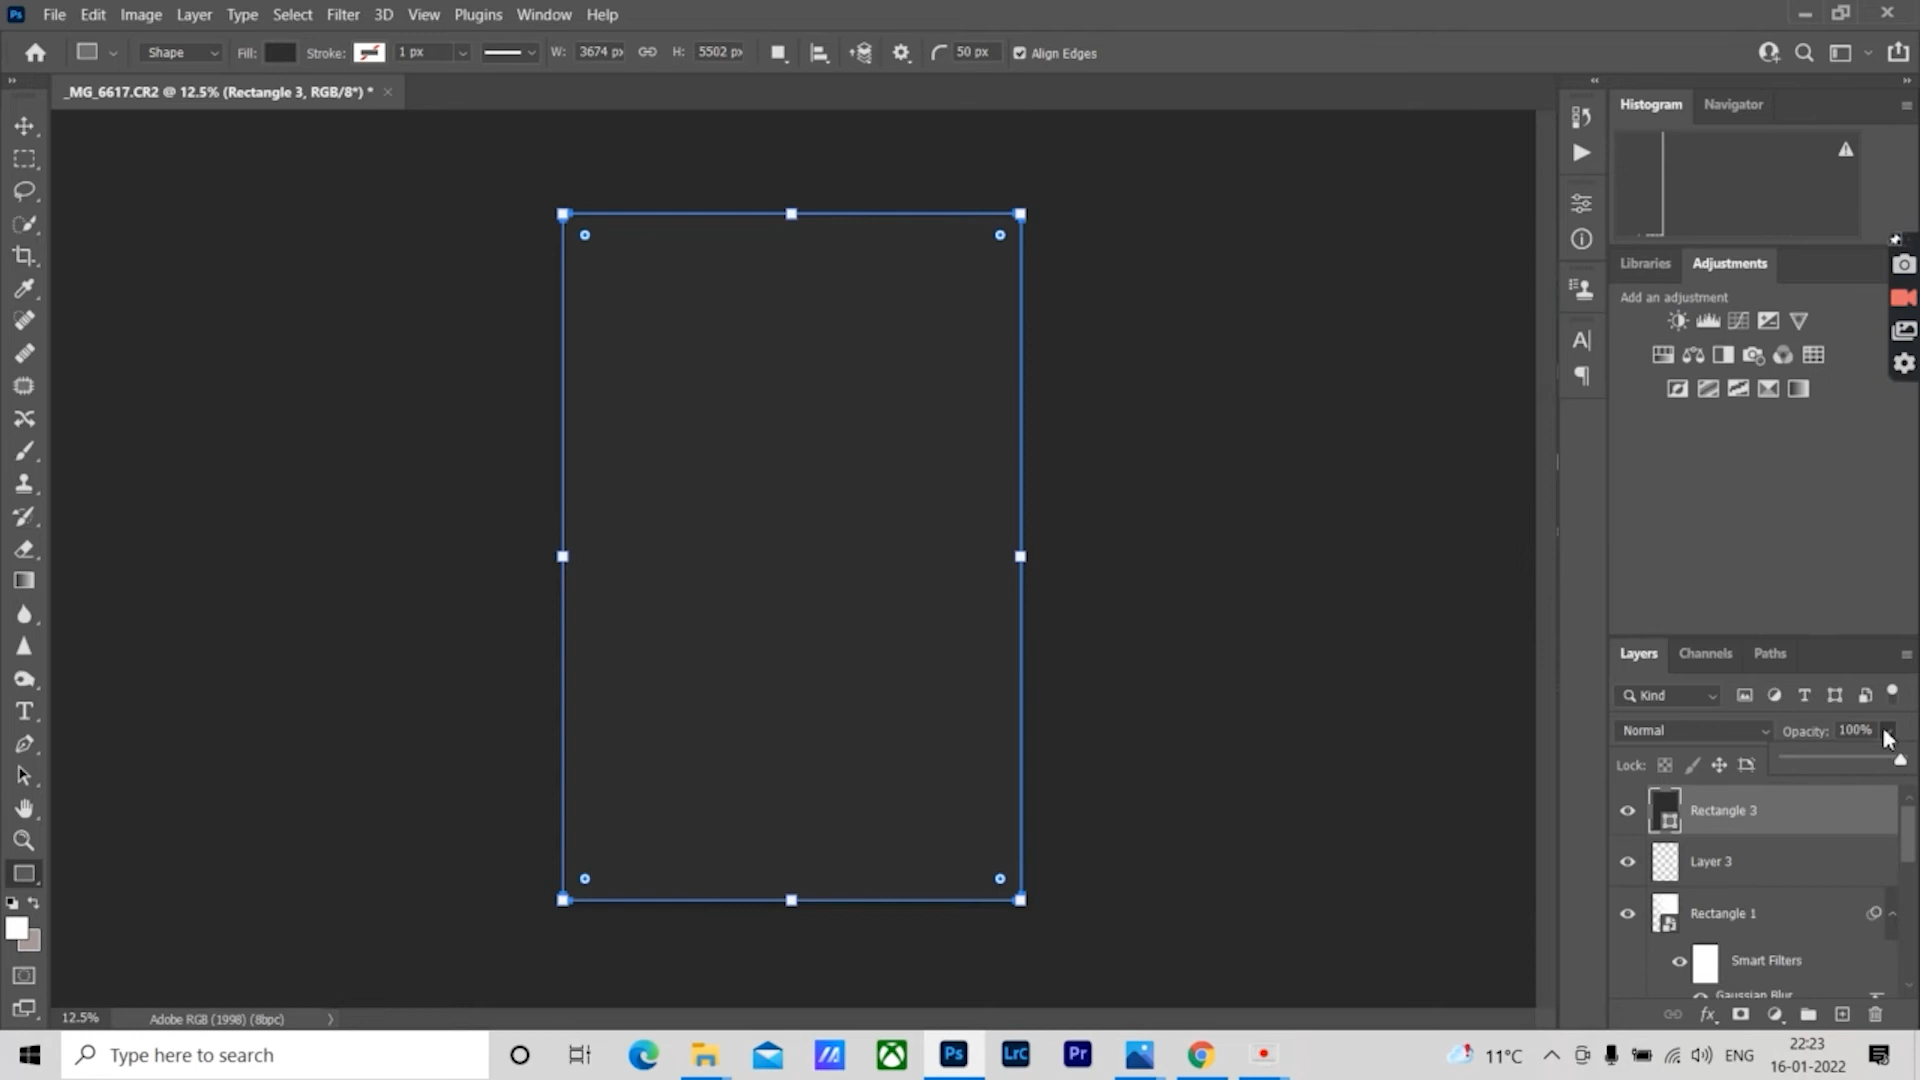 Ps File Edit Image Layer Type Select Filter 3D View Plugins Window Help
Shape Fill: Stroke: 1 px W: 3674 px H: 5502 px 50 px Align Edges
_MG_6617.CR2 @ 12.5% (Rectangle 3, RGB/8*) *
Histogram Navigator
Libraries Adjustments
Add an adjustment
Layers Channels Paths
Kind
Normal Opacity: 100%
Lock:
Rectangle 3
Layer 3
Rectangle 1
Smart Filters
Gaussian Blur
12.5% Adobe RGB (1998) (8bpc)
Type here to search
Ps LrC Pr
11°C ENG
22:23
16-01-2022